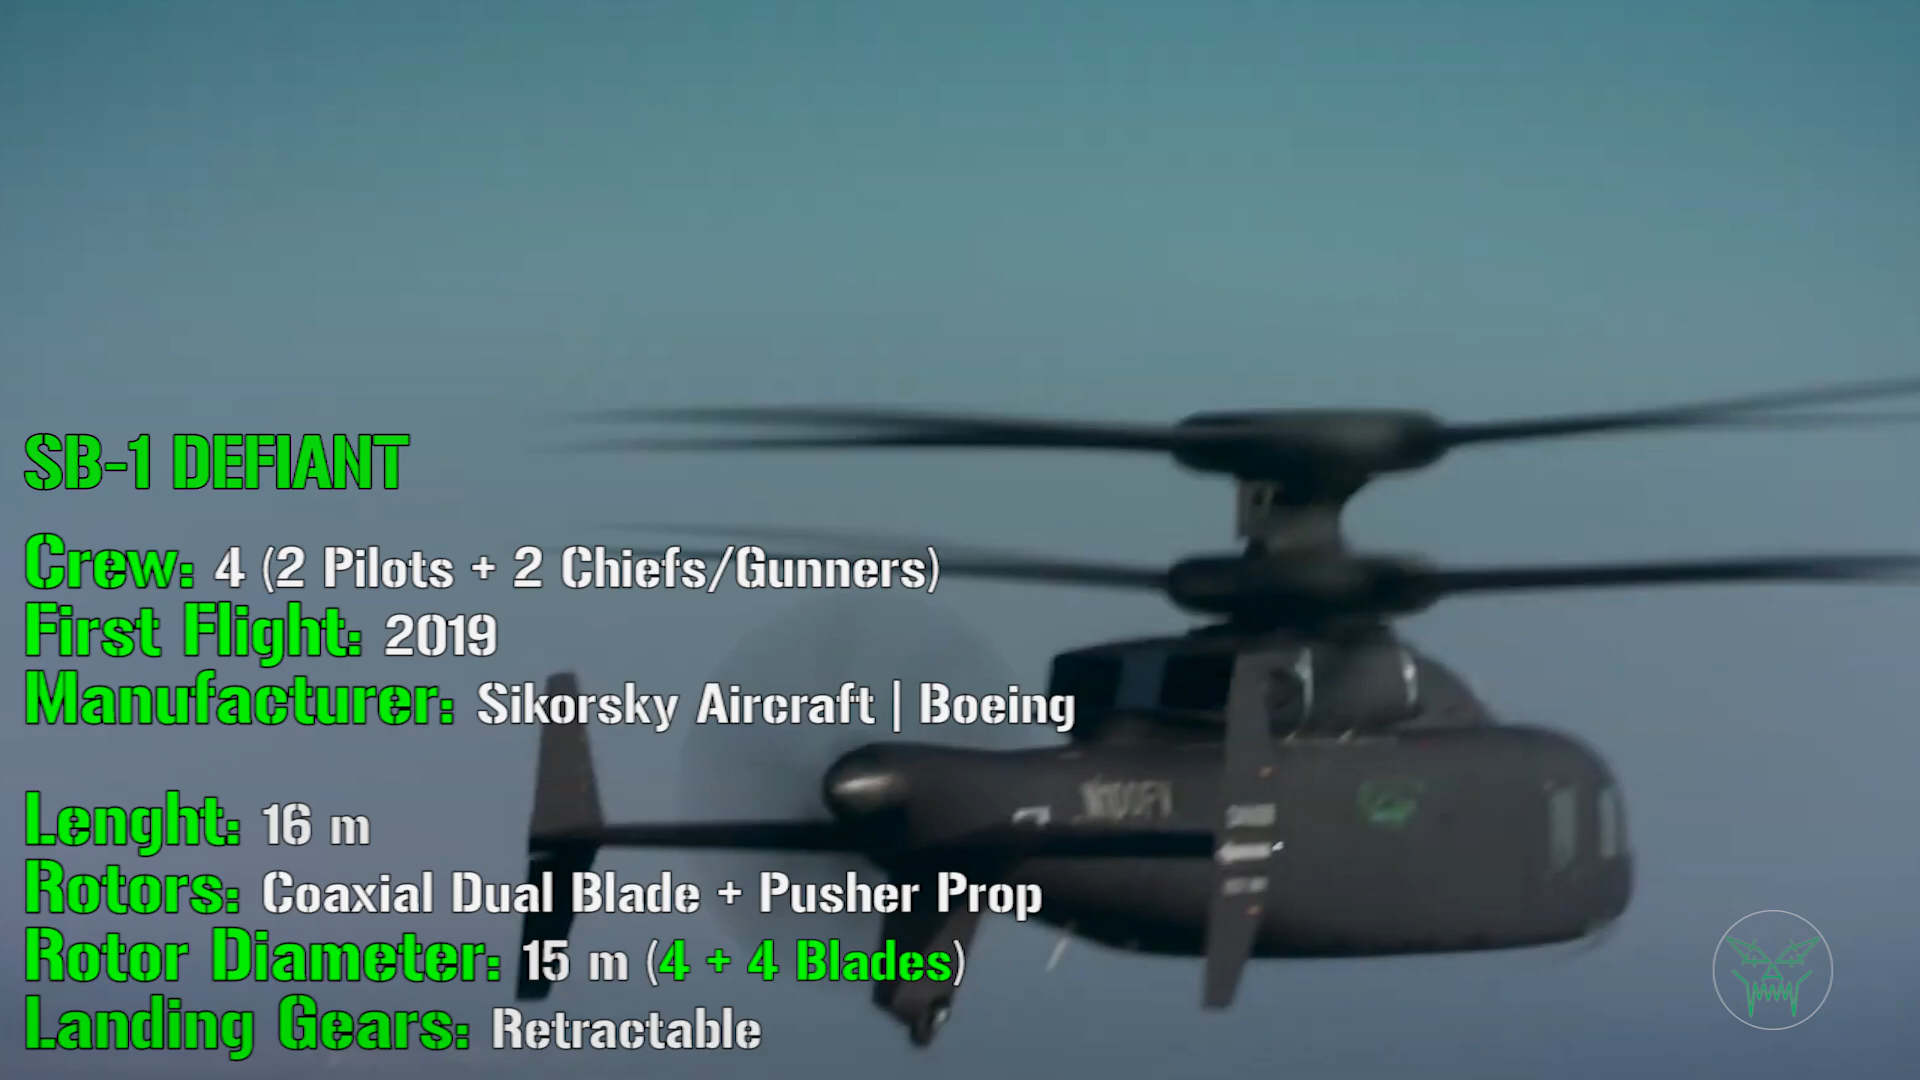 SB-1 DEFIANT
Crew: 4 (2 Pilots + 2 Chiefs/Gunners)
First Flight: 2019
Manufacturer: Sikorsky Aircraft | Boeing
Lenght: 16 m
Rotors: Coaxial Dual Blade + Pusher Prop
Rotor Diameter: 15 m (4 + 4 Blades)
Landing Gears: Retractable